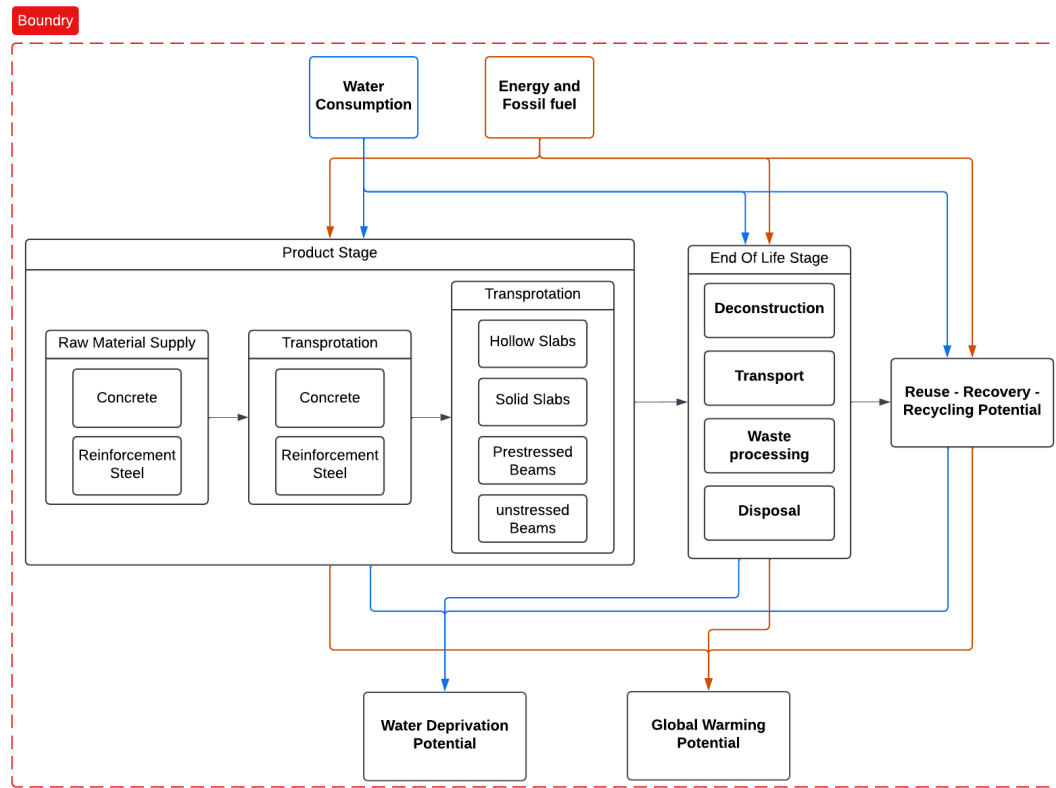 Boundry
Water
Consumption
Energy and
Fossil fuel
Product Stage
Raw Material Supply
Concrete
Reinforcement
Steel
Transprotation
Concrete
Reinforcement
Steel
Transprotation
Hollow Slabs
Solid Slabs
Prestressed
Beams
unstressed
Beams
End Of Life Stage
Deconstruction
Transport
Waste
processing
Disposal
Reuse - Recovery -
Recycling Potential
Water Deprivation
Potential
Global Warming
Potential